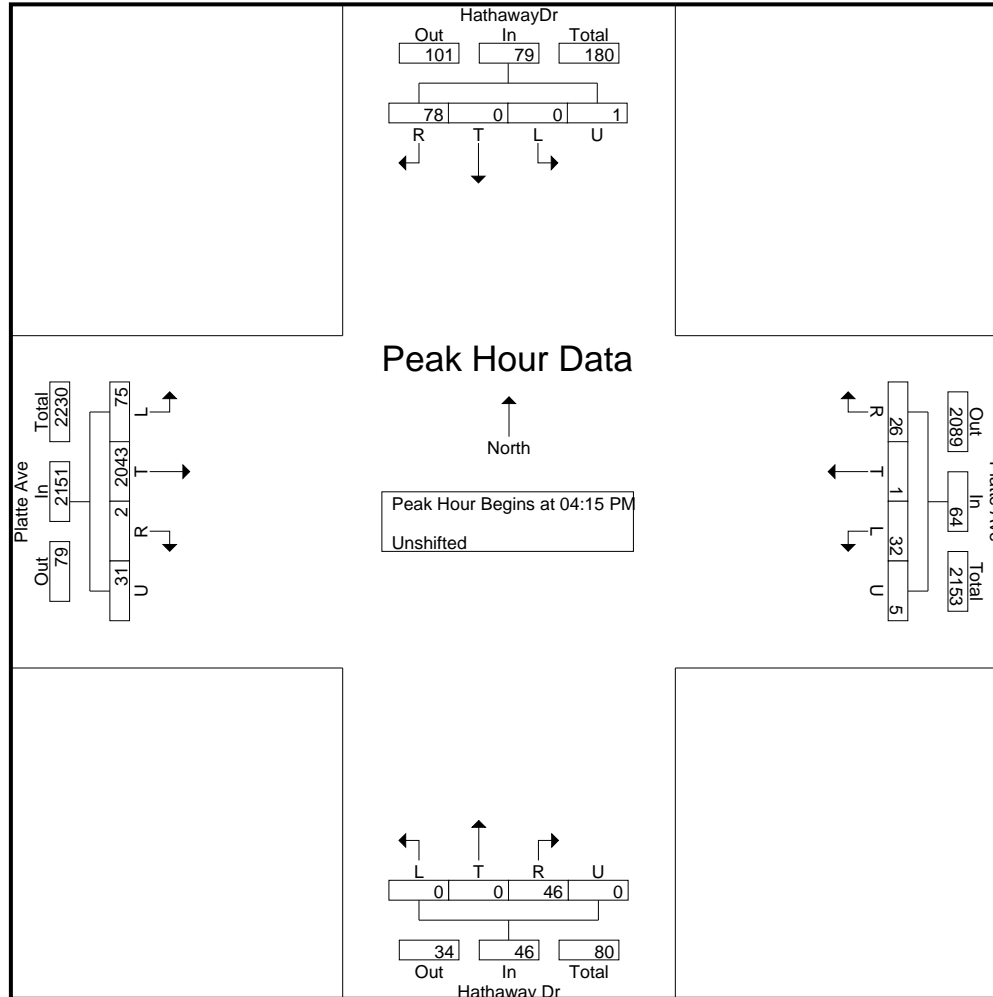 HathawayDr
Out In Total
101 79 180
78 0 0 1
R T L U
Peak Hour Data
North
Peak Hour Begins at 04:15 PM
Unshifted
Platte Ave
Out In Total
79 2151 2230
75 2043 2 31
L T R U
Out In Total
2089 64 2153
26 1 32 5
R T L U
Platte Ave
L T R U
0 0 46 0
34 46 80
Out In Total
Hathaway Dr